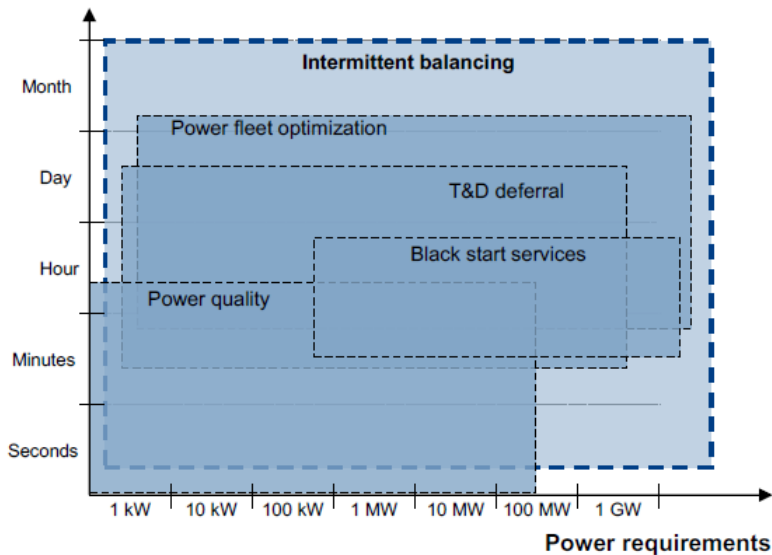 Intermittent balancing
Month
Power fleet optimization
Day
T&D deferral
Black start services
Hour
Power quality
Minutes
Seconds
1 kW 10 kW 100 kW 1 MW 10 MW 100 MW 1 GW
Power requirements